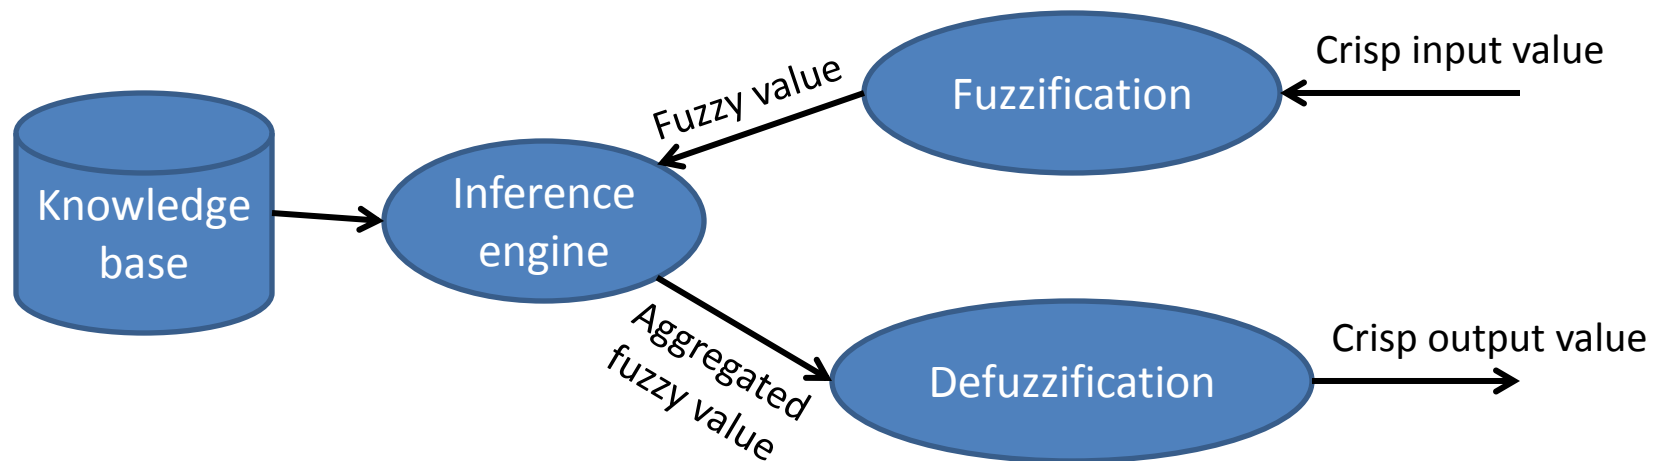 Crisp input value
Fuzzification
Fuzzy value
Knowledge
base
Inference
engine
Aggregated
fuzzy value
Defuzzification
Crisp output value